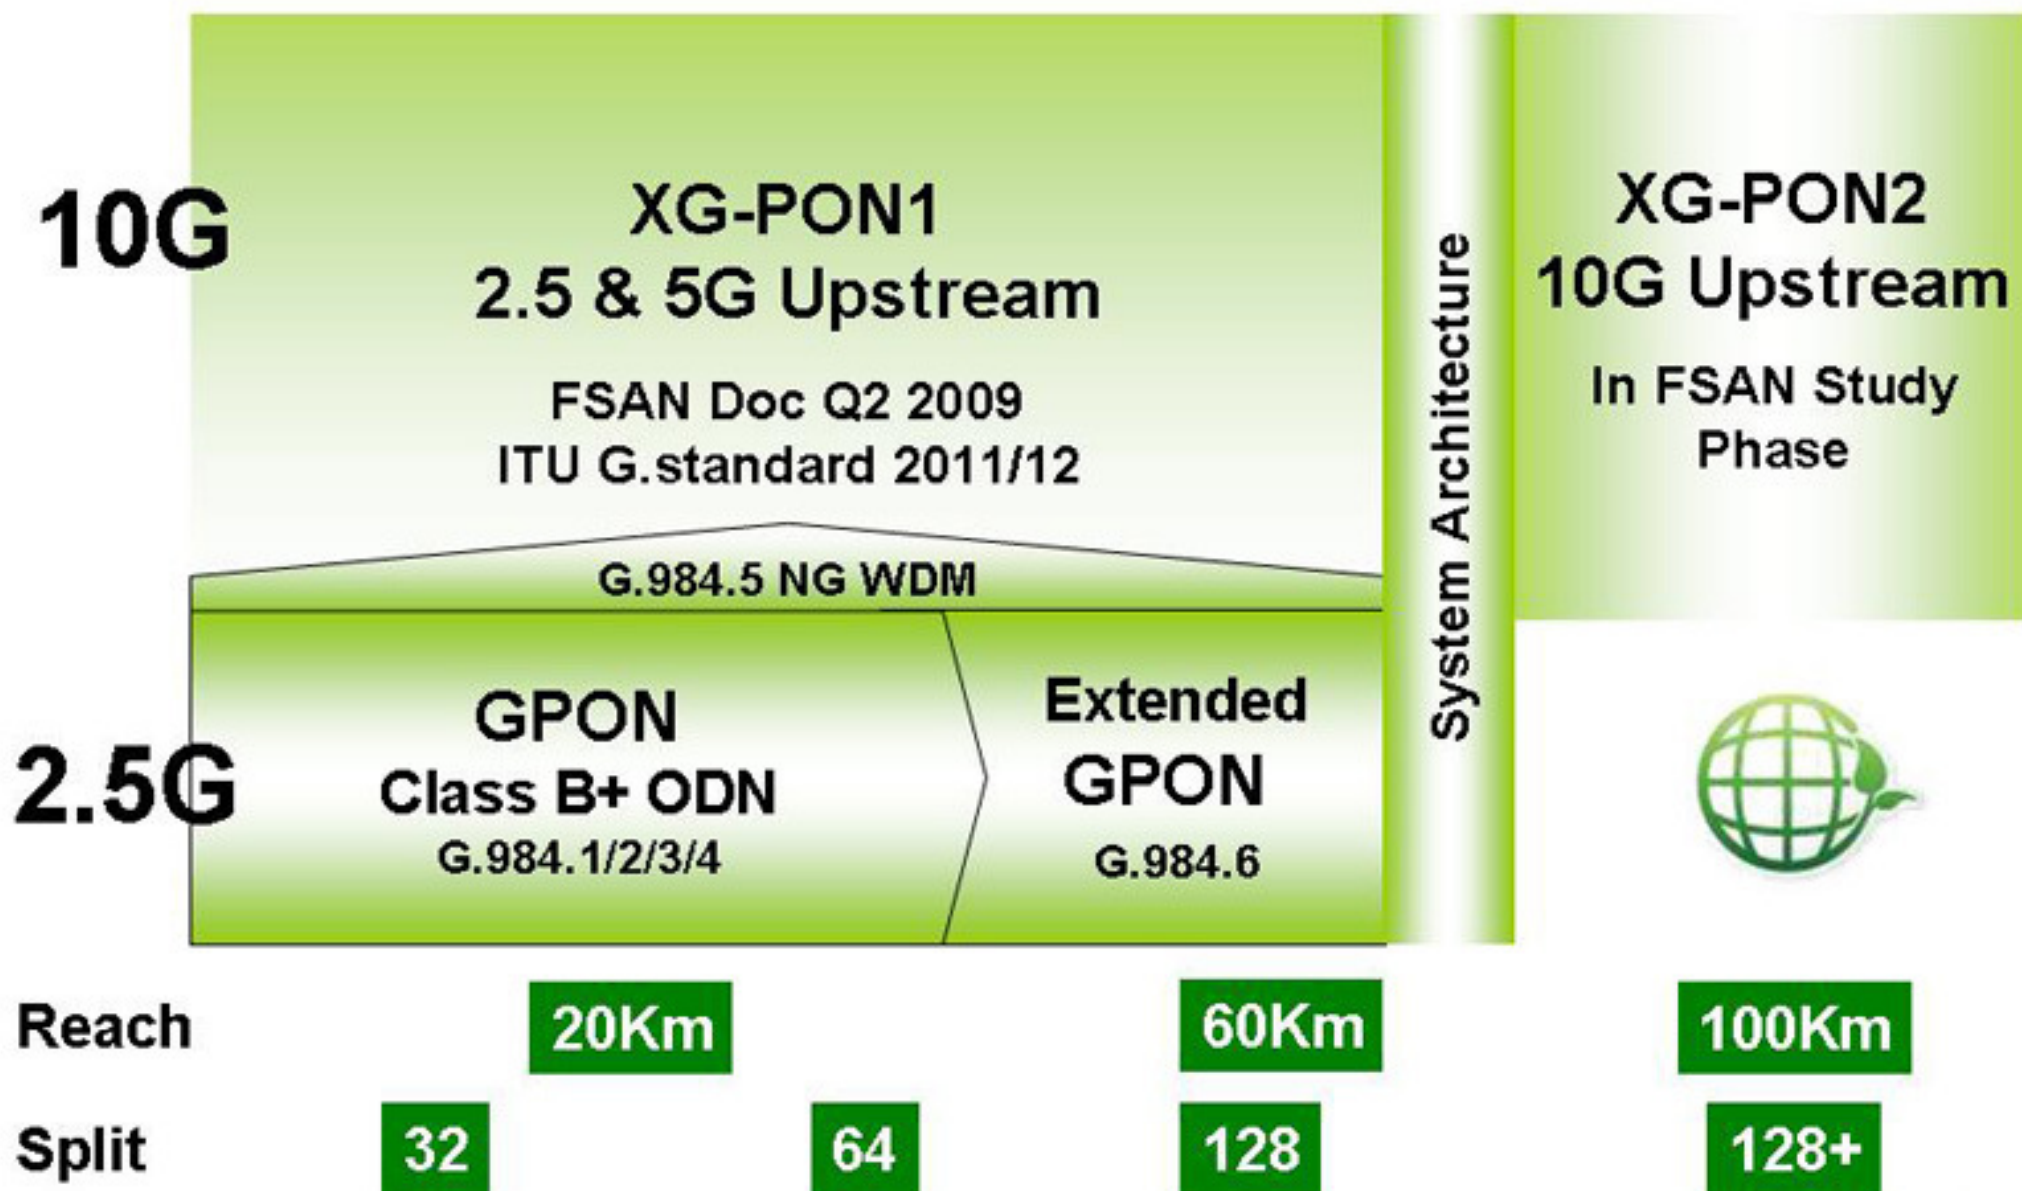 10G
XG-PON1
2.5 & 5G Upstream
FSAN Doc Q2 2009
ITU G.standard 2011/12
G.984.5 NG WDM
System Architecture
XG-PON2
10G Upstream
In FSAN Study
Phase
2.5G
GPON
Class B+ ODN
G.984.1/2/3/4
Extended
GPON
G.984.6
Reach 20Km 60Km 100Km
Split 32 64 128 128+